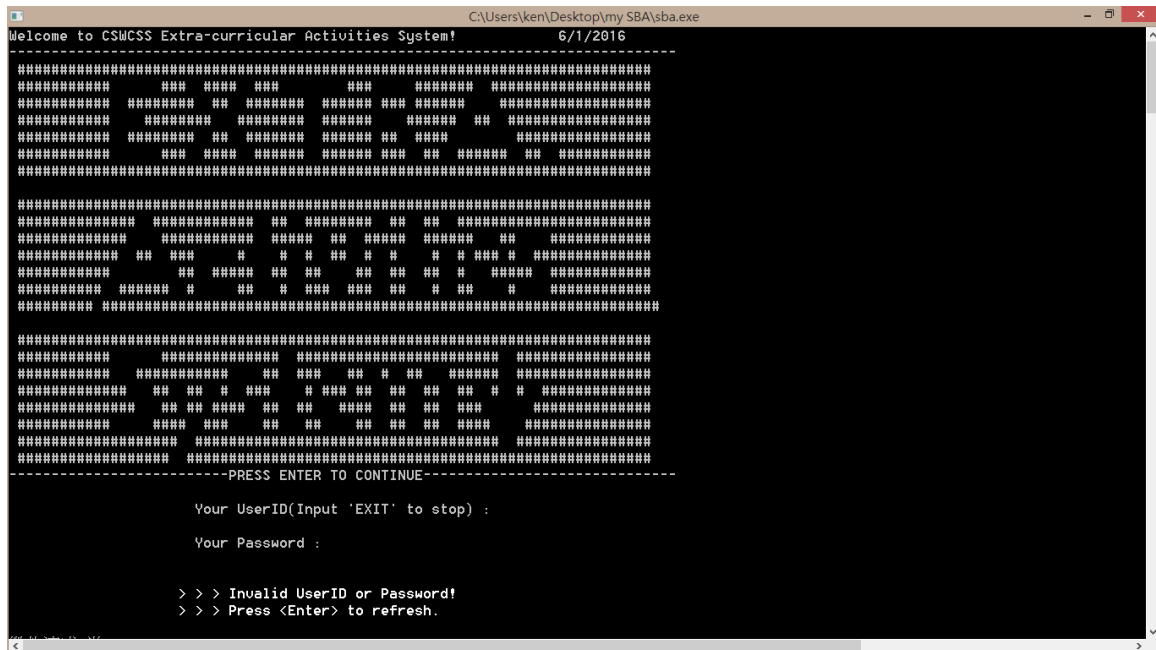 C:\Users\ken\Desktop\my SBA\sba.exe
Welcome to CSWCSS Extra-curricular Activities System! 6/1/2016
EXTRA
PRESS ENTER TO CONTINUE
Your UserID(Input 'EXIT' to stop) :
Your Password :
> > > Invalid UserID or Password!
> > > Press <Enter> to refresh.